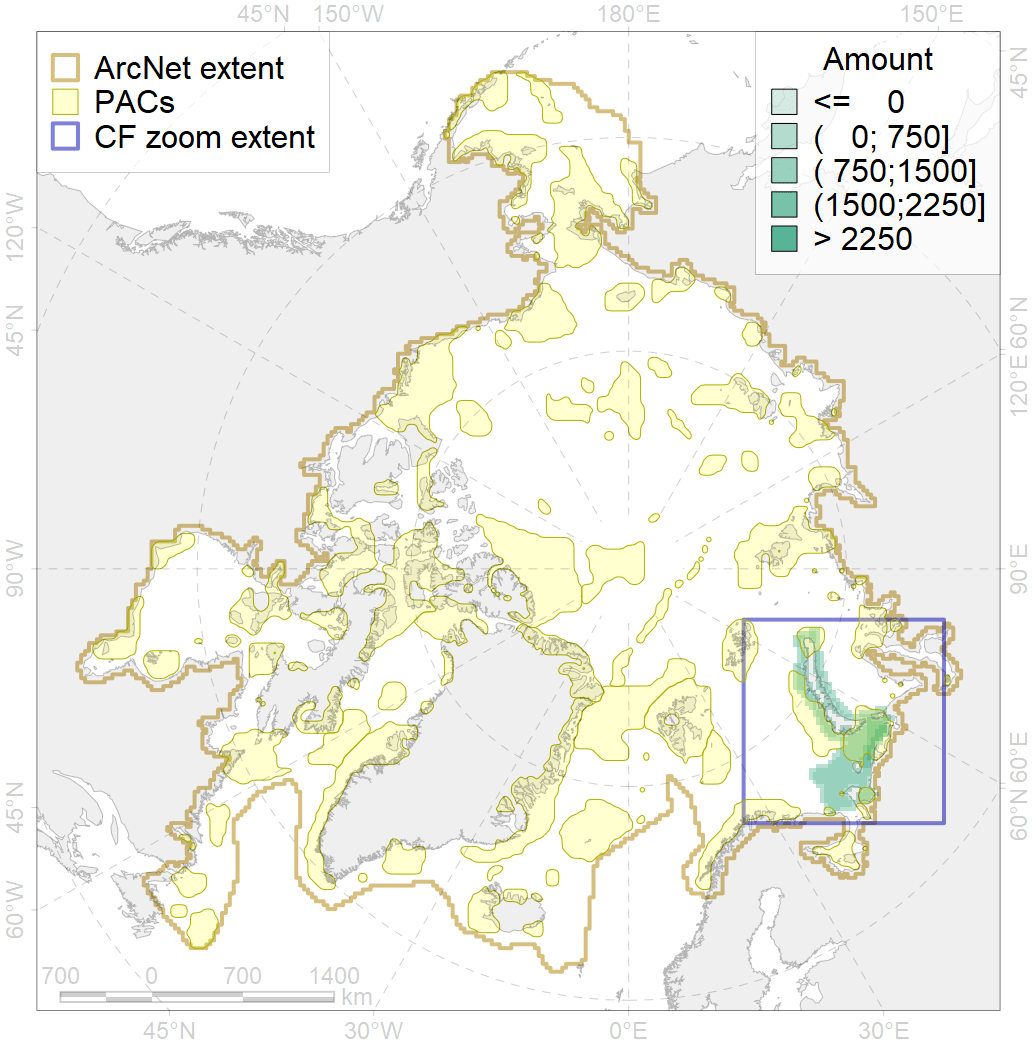 45°N 150°W 180°E 150°E
ArcNet extent
PACs
CF zoom extent
Amount
<= 0
( 0; 750]
( 750;1500]
(1500;2250]
> 2250
45°N
120°W
45°N
60°N
120°E
90°W
90°E
45°N
60°E
60°N
60°W
700 0 700 1400
km
45°N 30°W 0°E 30°E